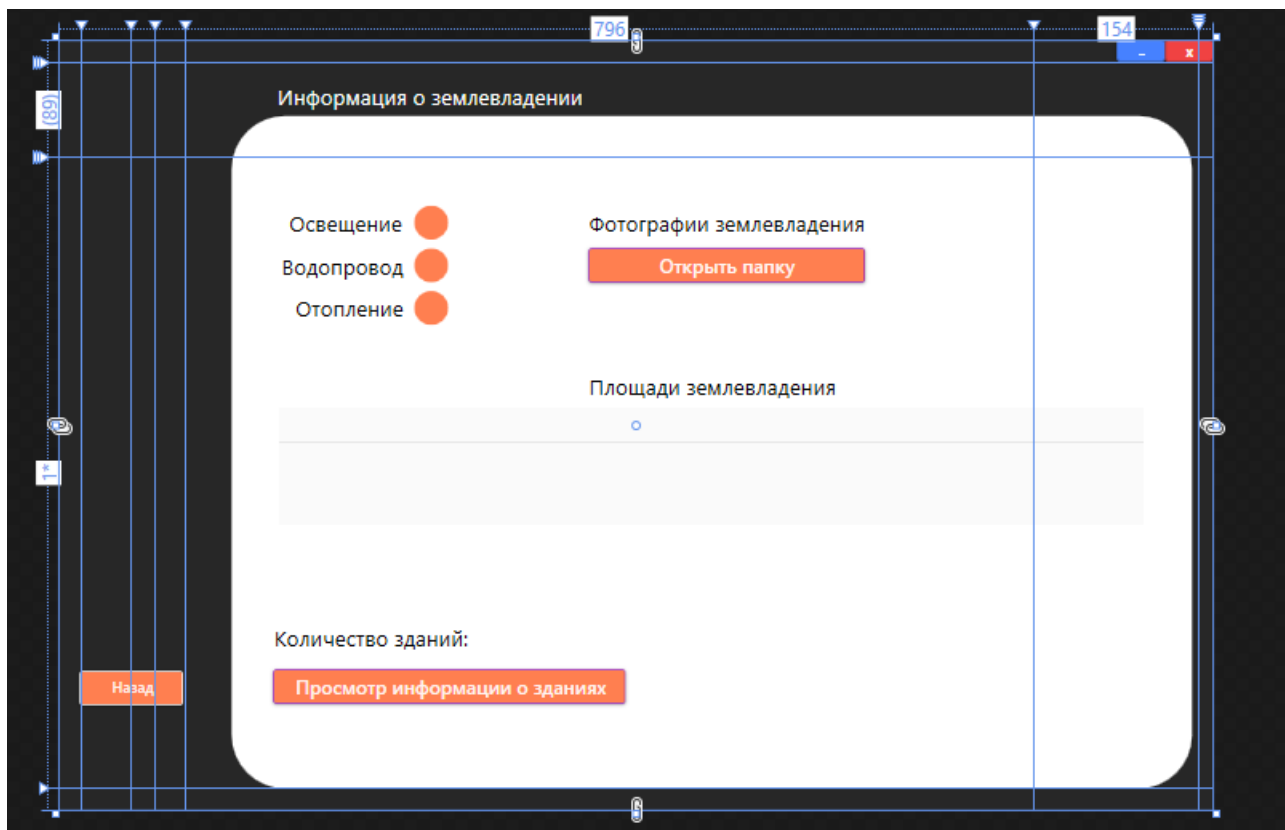 796
154
-
x
(89)
Информация о землевладении
Освещение
Фотографии землевладения
Водопровод
Открыть папку
Отопление
Площади землевладения
1*
Количество зданий:
Назад
Просмотр информации о зданиях